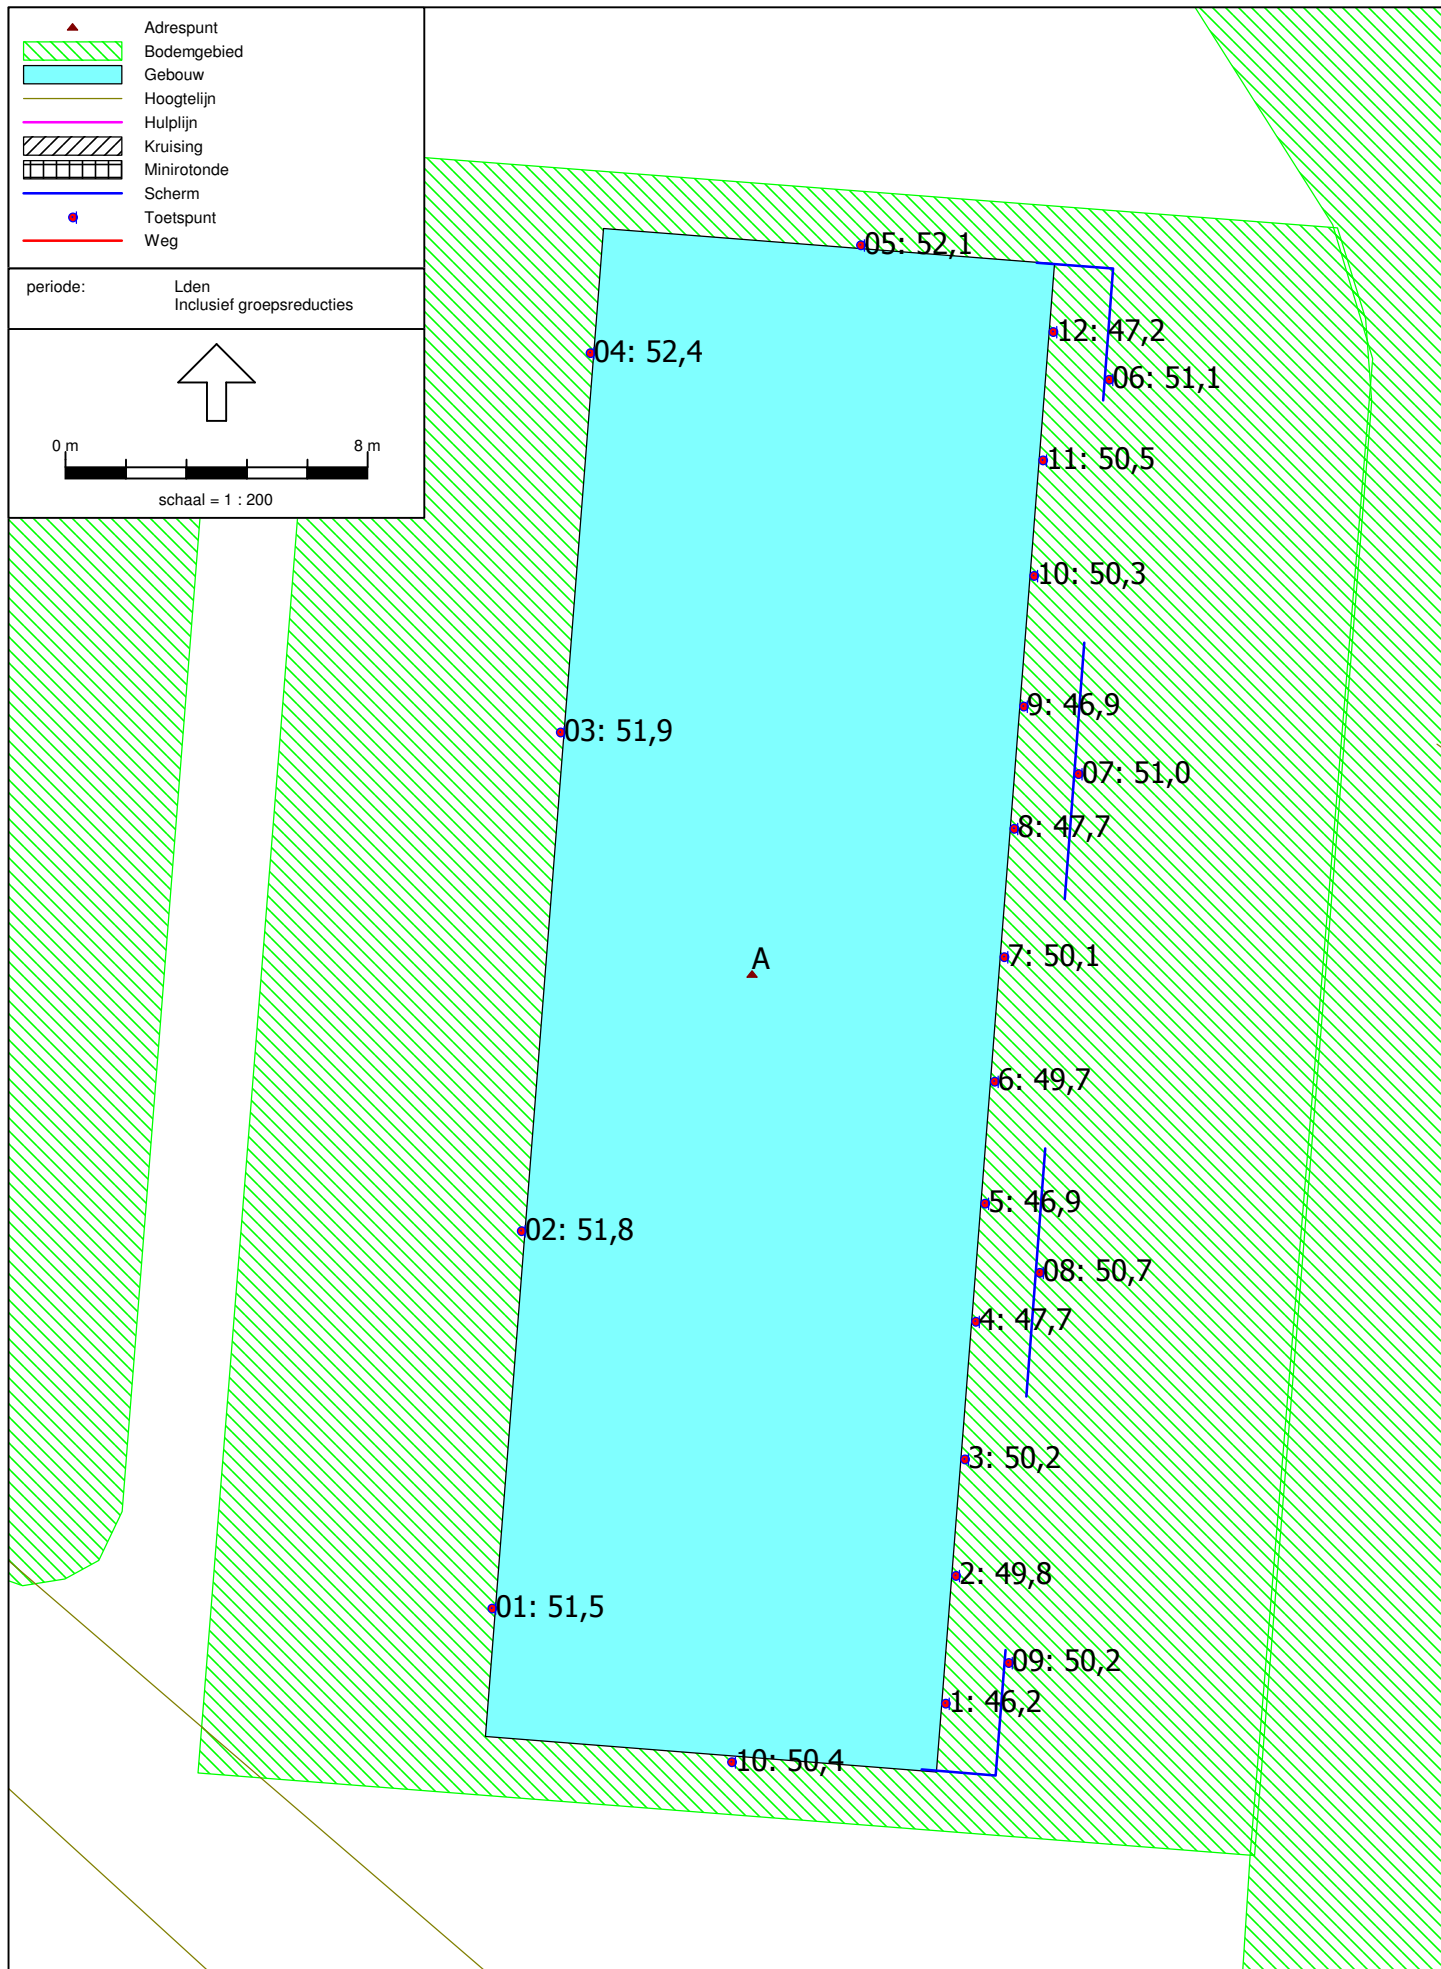 Adrespunt
Bodemgebied
Gebouw
Hoogtelijn
Hulplijn
Kruising
Minirotonde
Scherm
Toetspunt
Weg
periode: Lden
Inclusief groepsreducties
0 m 8 m
schaal = 1 : 200
05: 52,1
12: 47,2
04: 52,4
06: 51,1
11: 50,5
10: 50,3
9: 46,9
03: 51,9
07: 51,0
8: 47,7
A
7: 50,1
6: 49,7
5: 46,9
02: 51,8
08: 50,7
4: 47,7
3: 50,2
2: 49,8
01: 51,5
09: 50,2
1: 46,2
10: 50,4